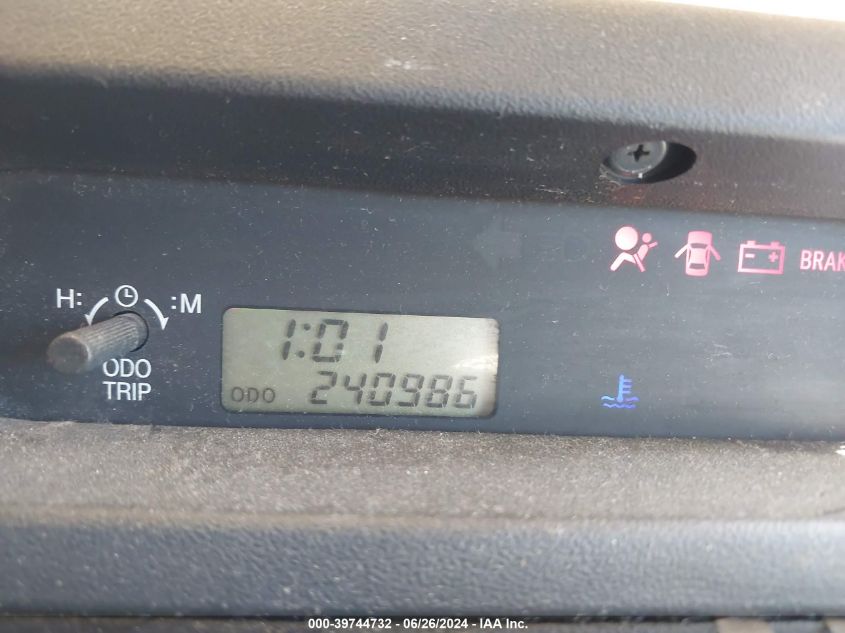 BRAK
H: :M
1:01
ODO
TRIP
ODO 240986
000-39744732 - 06/26/2024 - IAA Inc.